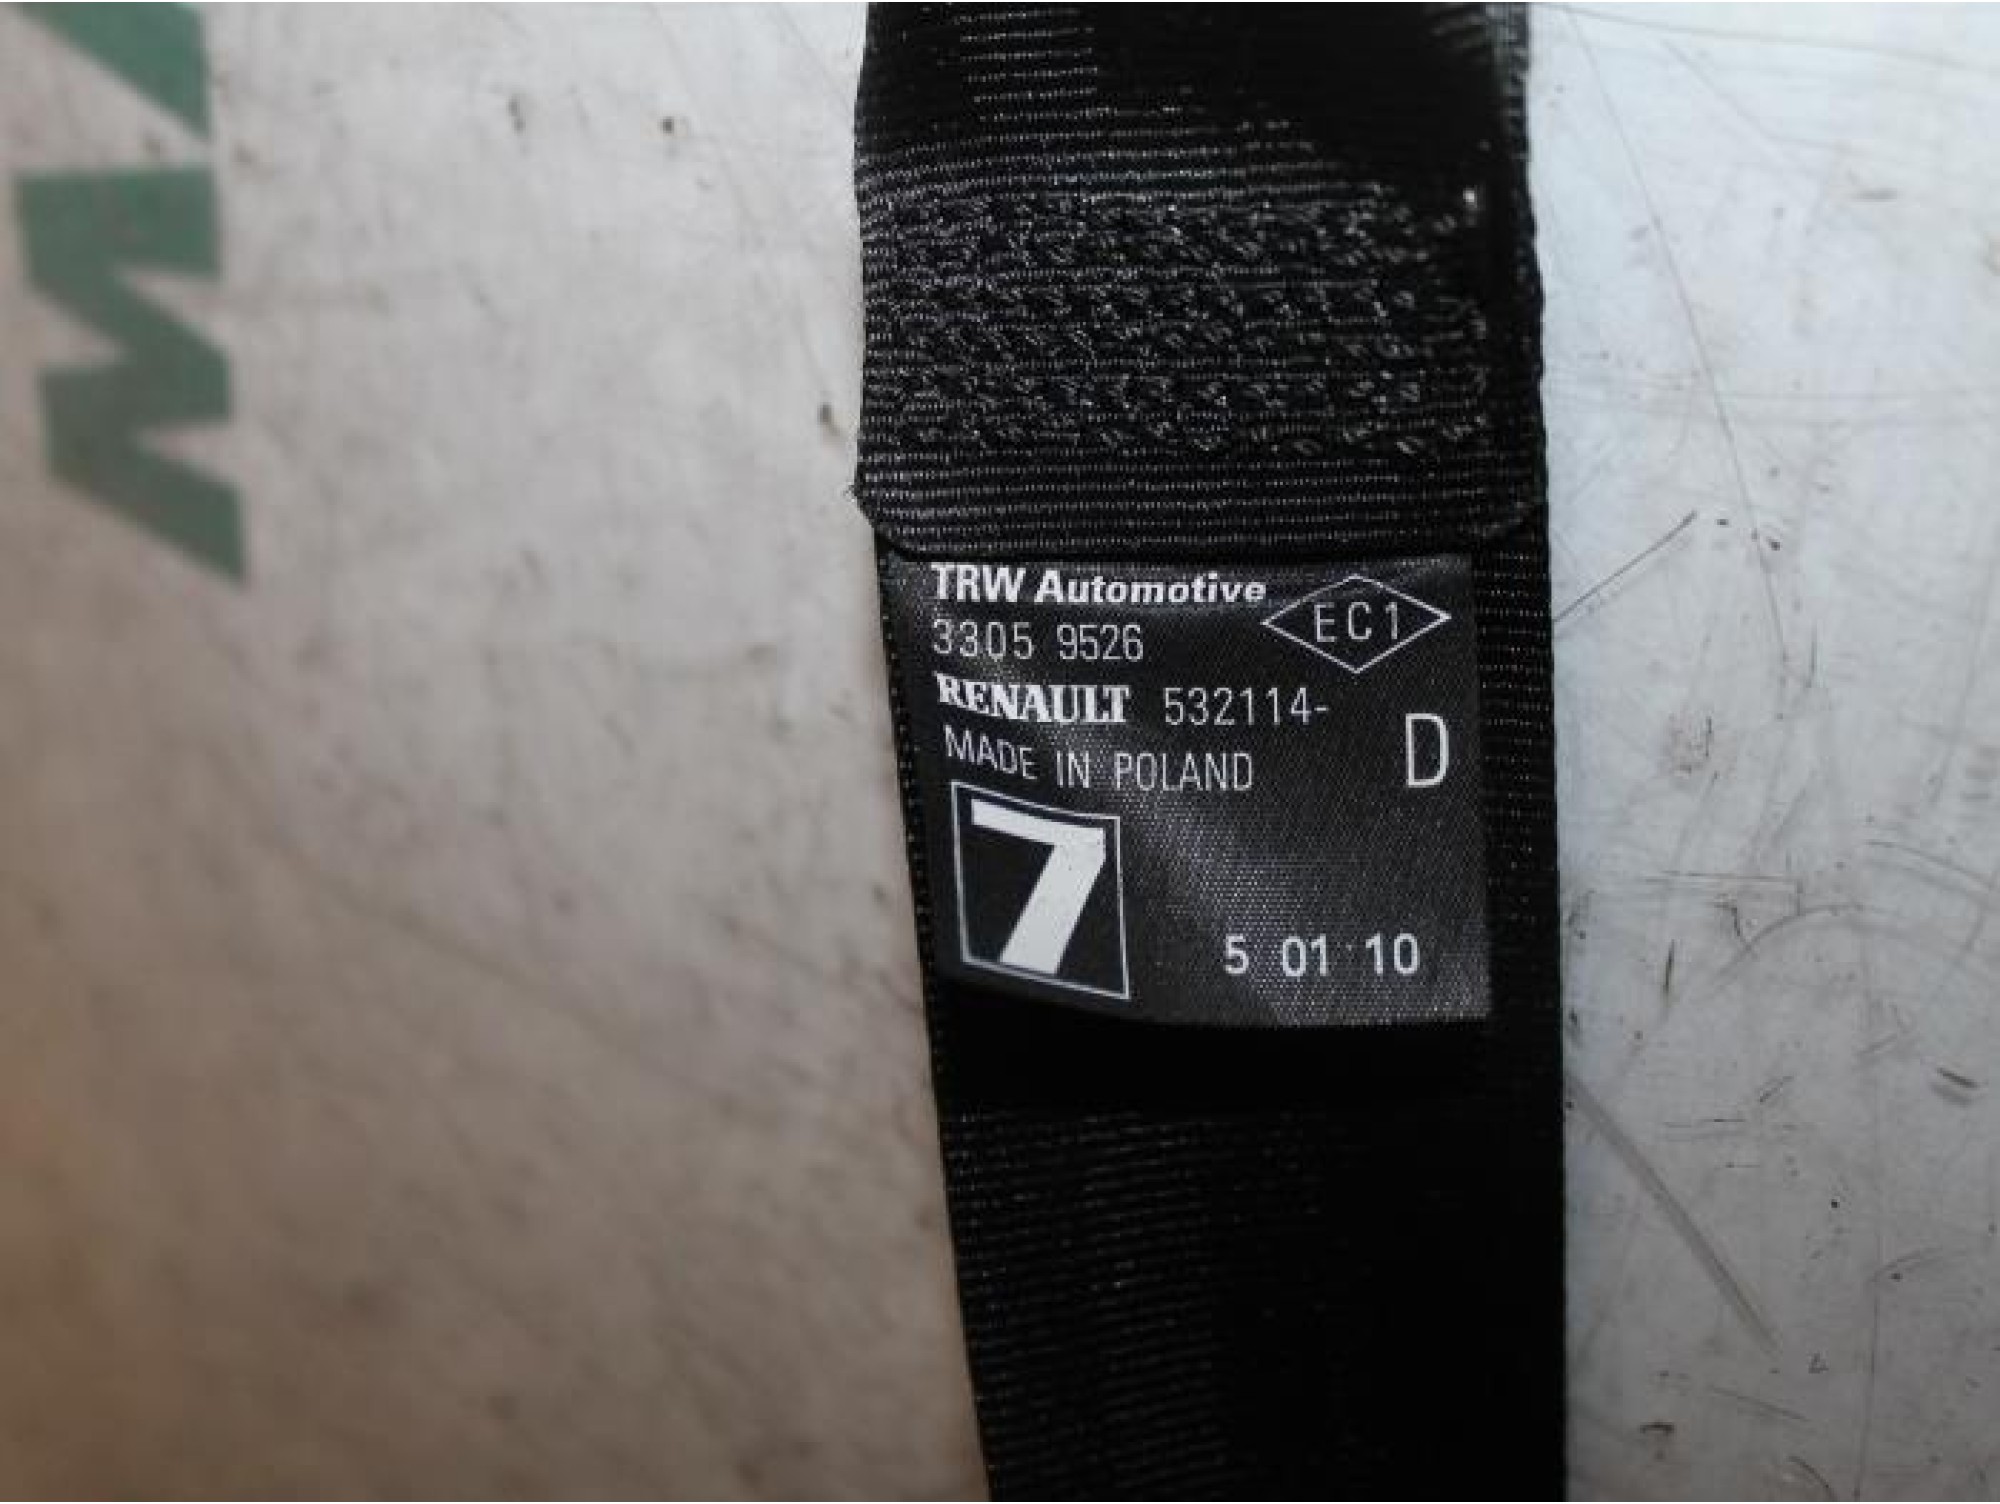 TRW Automotive
EC1
3305 9526
RENAULT 532114-
D
MADE IN POLAND
7
5 01 10